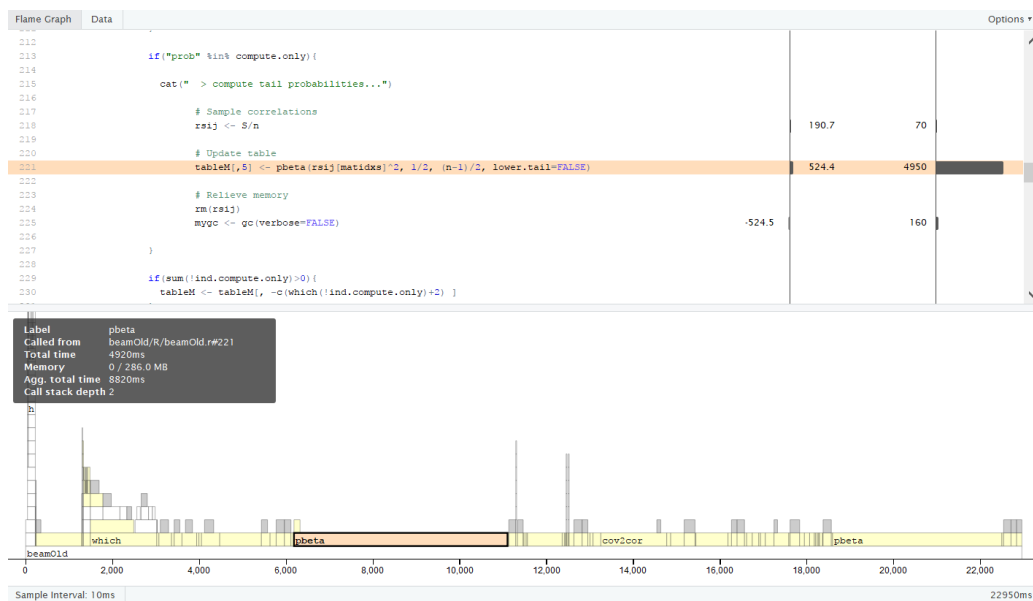 Flame Graph Data Options ▾
212
213 if("prob" %in% compute.only){
214
215 cat("  > compute tail probabilities...")
216
217 # Sample correlations
218 rsij <- S/n 190.7 70
219
220 # Update table
221 tableM[,5] <- pbeta(rsij[matidxs]^2, 1/2, (n-1)/2, lower.tail=FALSE) 524.4 4950
222
223 # Relieve memory
224 rm(rsij)
225 mygc <- gc(verbose=FALSE) -524.5 160
226
227 }
228
229 if(sum(!ind.compute.only)>0){
230 tableM <- tableM[, -c(which(!ind.compute.only)+2) ]
Label pbeta
Called from beamOld/R/beamOld.r#221
Total time 4920ms
Memory 0 / 286.0 MB
Agg. total time 8820ms
Call stack depth 2
h
which pbeta cov2cor pbeta
beamOld
0 2,000 4,000 6,000 8,000 10,000 12,000 14,000 16,000 18,000 20,000 22,000
Sample Interval: 10ms 22950ms